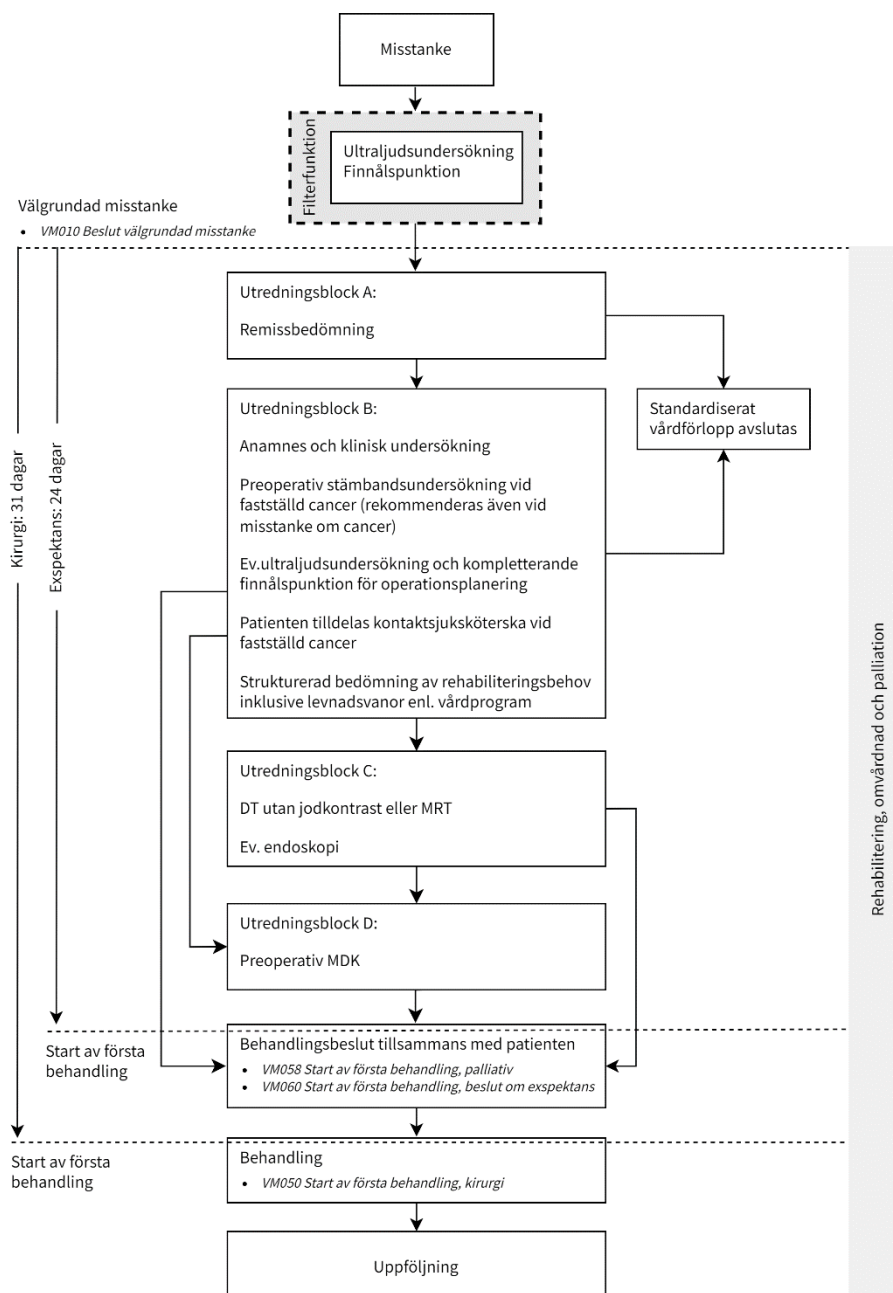 Misstanke
Filterfunktion
Ultraljudsundersökning
Finnålspunktion
Välgrundad misstanke
• VM010 Beslut välgrundad misstanke
Kirurgi: 31 dagar
Exspektans: 24 dagar
Utredningsblock A:
Remissbedömning
Utredningsblock B:
Anamnes och klinisk undersökning
Preoperativ stämbandsundersökning vid
fastställd cancer (rekommenderas även vid
misstanke om cancer)
Ev.ultraljudsundersökning och kompletterande
finnålspunktion för operationsplanering
Patienten tilldelas kontaktsjuksköterska vid
fastställd cancer
Strukturerad bedömning av rehabiliteringsbehov
inklusive levnadsvanor enl. vårdprogram
Standardiserat
vårdförlopp avslutas
Utredningsblock C:
DT utan jodkontrast eller MRT
Ev. endoskopi
Utredningsblock D:
Preoperativ MDK
Rehabilitering, omvårdnad och palliation
Start av första
behandling
Behandlingsbeslut tillsammans med patienten
• VM058 Start av första behandling, palliativ
• VM060 Start av första behandling, beslut om exspektans
Start av första
behandling
Behandling
• VM050 Start av första behandling, kirurgi
Uppföljning